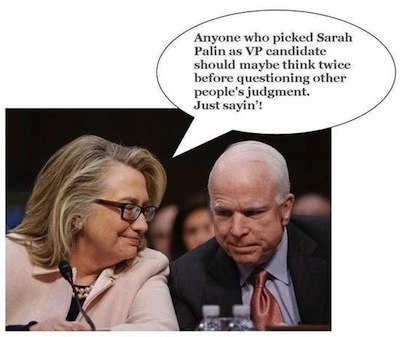 Anyone who picked Sarah
Palin as VP candidate
should maybe think twice
before questioning other
people's judgment.
Just sayin'!